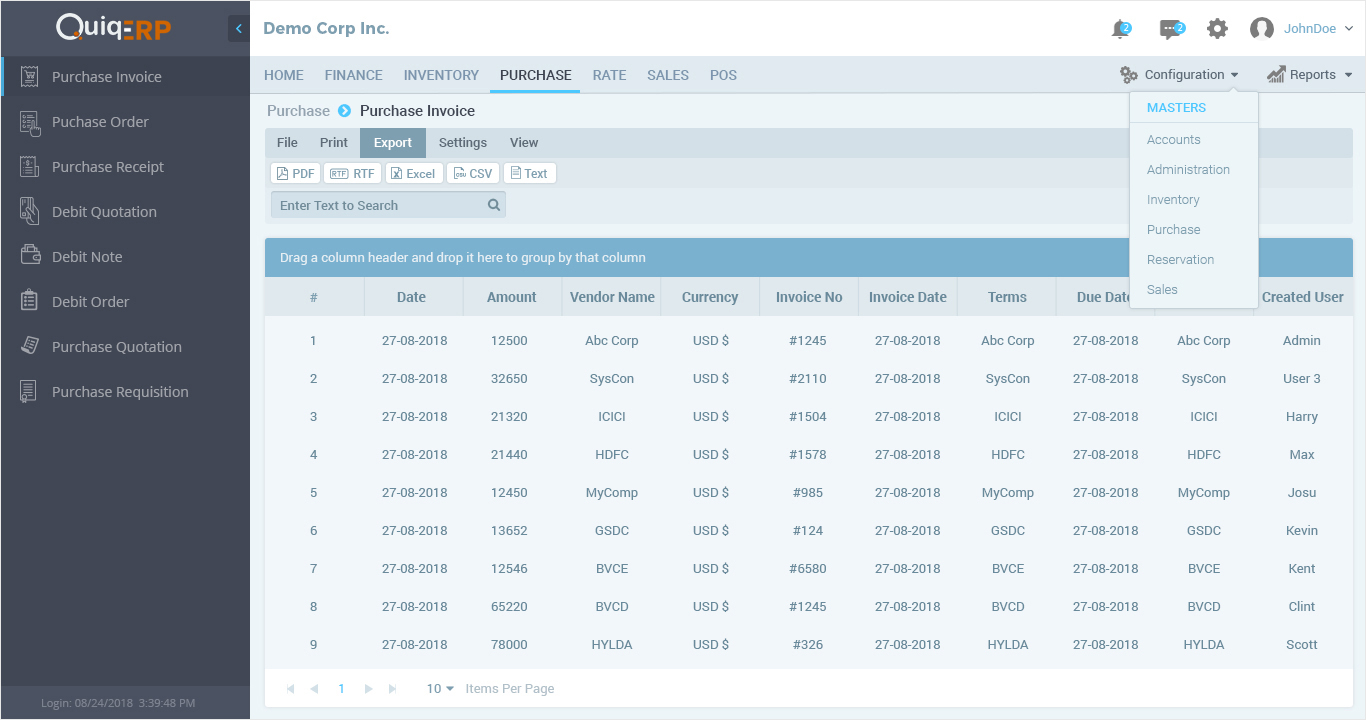 QuiqERP
Demo Corp Inc.
2
2
JohnDoe
HOME FINANCE INVENTORY PURCHASE RATE SALES POS
Configuration Reports
Purchase Purchase Invoice
Purchase Invoice
Puchase Order
Purchase Receipt
Debit Quotation
Debit Note
Debit Order
Purchase Quotation
Purchase Requisition
Login: 08/24/2018 3:39:48 PM
File Print Export Settings View
PDF RTF RTF Excel CSV CSV Text
Enter Text to Search
MASTERS
Accounts
Administration
Inventory
Purchase
Reservation
Sales
Drag a column header and drop it here to group by that column
# Date Amount Vendor Name Currency Invoice No Invoice Date Terms Due Date Created User
1 27-08-2018 12500 Abc Corp USD $ #1245 27-08-2018 Abc Corp 27-08-2018 Abc Corp Admin
2 27-08-2018 32650 SysCon USD $ #2110 27-08-2018 SysCon 27-08-2018 SysCon User 3
3 27-08-2018 21320 ICICI USD $ #1504 27-08-2018 ICICI 27-08-2018 ICICI Harry
4 27-08-2018 21440 HDFC USD $ #1578 27-08-2018 HDFC 27-08-2018 HDFC Max
5 27-08-2018 12450 MyComp USD $ #985 27-08-2018 MyComp 27-08-2018 MyComp Josu
6 27-08-2018 13652 GSDC USD $ #124 27-08-2018 GSDC 27-08-2018 GSDC Kevin
7 27-08-2018 12546 BVCE USD $ #6580 27-08-2018 BVCE 27-08-2018 BVCE Kent
8 27-08-2018 65220 BVCD USD $ #1245 27-08-2018 BVCD 27-08-2018 BVCD Clint
9 27-08-2018 78000 HYLDA USD $ #326 27-08-2018 HYLDA 27-08-2018 HYLDA Scott
1 10 Items Per Page